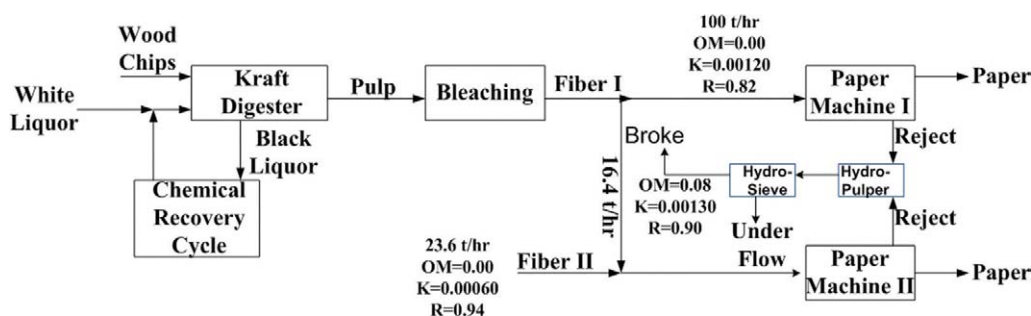 Wood
Chips
White
Liquor
Kraft
Digester
Pulp
Bleaching
Fiber I
100 t/hr
OM=0.00
K=0.00120
R=0.82
Paper
Machine I
Paper
Black
Liquor
Chemical
Recovery
Cycle
16.4 t/hr
Broke
OM=0.08
K=0.00130
R=0.90
Hydro-
Sieve
Hydro-
Pulper
Reject
Under
Flow
Reject
23.6 t/hr
OM=0.00
K=0.00060
R=0.94
Fiber II
Paper
Machine II
Paper